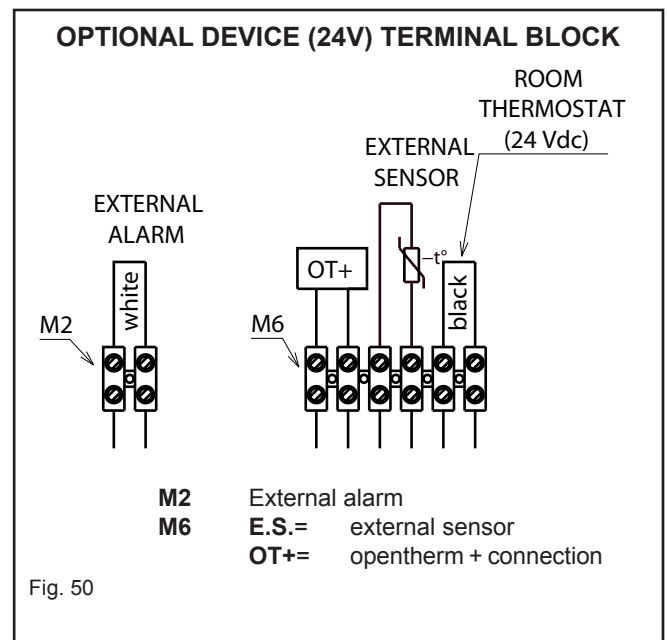 OPTIONAL DEVICE (24V) TERMINAL BLOCK
ROOM
THERMOSTAT
(24 Vdc)
EXTERNAL
SENSOR
EXTERNAL
ALARM
OT+
–t°
white
black
M2
M6
M2 External alarm
M6 E.S.= external sensor
OT+= opentherm + connection
Fig. 50